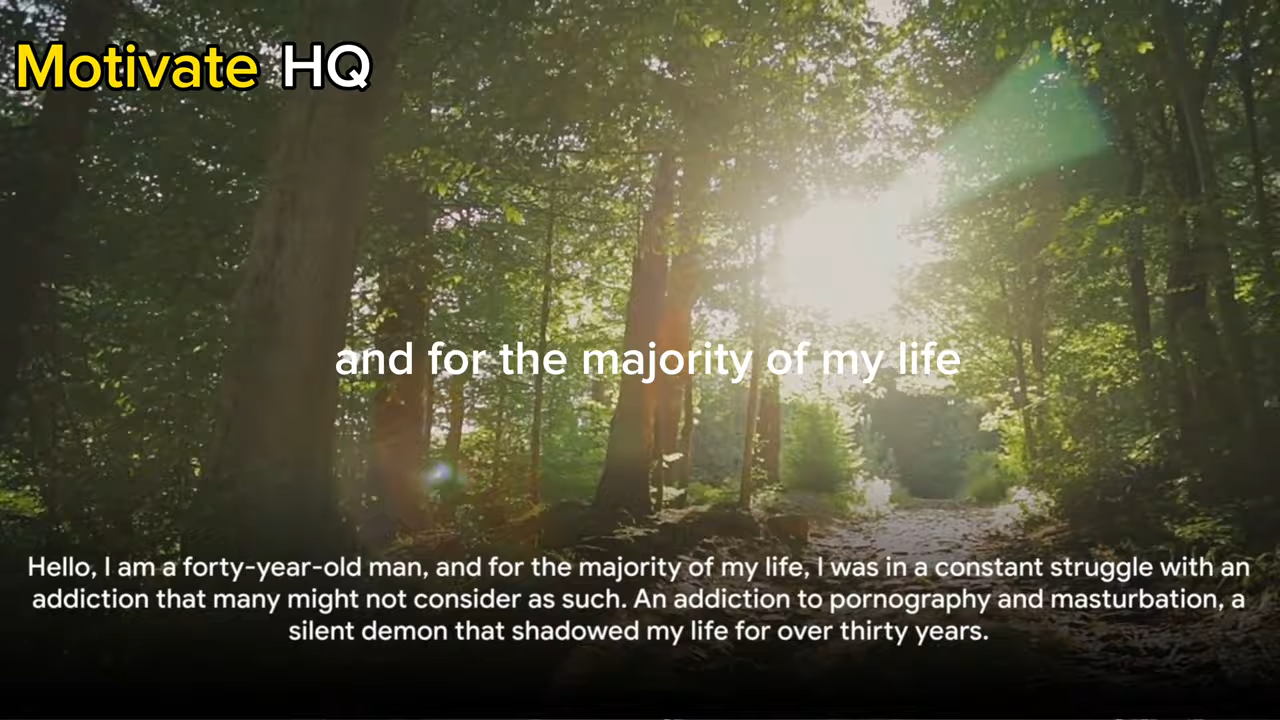 Motivate HQ
and for the majority of my life
Hello, I am a forty-year-old man, and for the majority of my life, I was in a constant struggle with an
addiction that many might not consider as such. An addiction to pornography and masturbation, a
silent demon that shadowed my life for over thirty years.